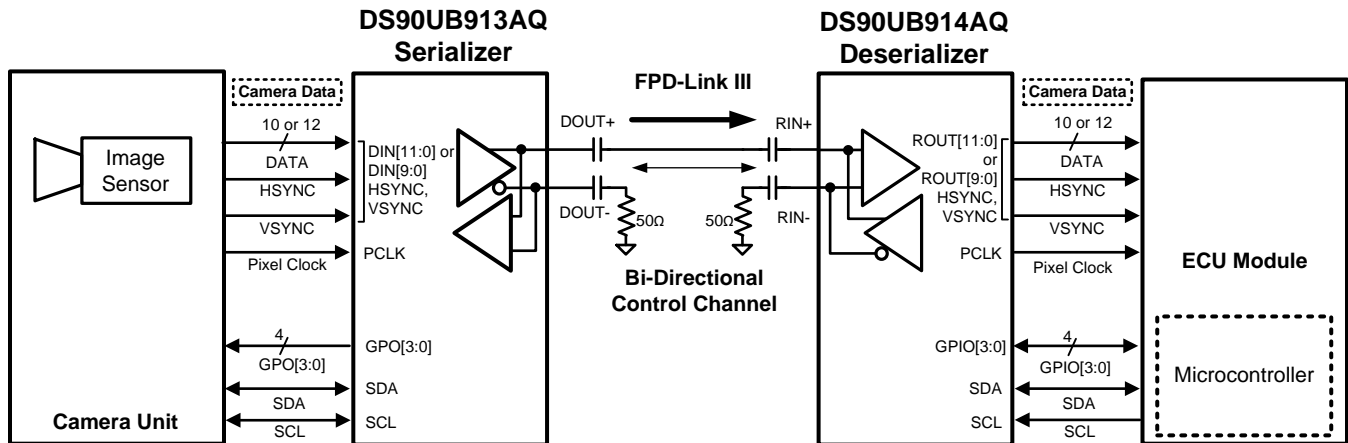 DS90UB913AQ
Serializer
DS90UB914AQ
Deserializer
FPD-Link III
Camera Data
10 or 12
DATA
HSYNC
VSYNC
Pixel Clock
4
GPO[3:0]
SDA
SCL
Image
Sensor
Camera Unit
DIN[11:0] or
DIN[9:0]
HSYNC,
VSYNC
PCLK
GPO[3:0]
SDA
SCL
DOUT+
DOUT-
50Ω
RIN+
RIN-
50Ω
Bi-Directional
Control Channel
ROUT[11:0]
or
ROUT[9:0]
HSYNC,
VSYNC
PCLK
GPIO[3:0]
SDA
SCL
Camera Data
10 or 12
DATA
HSYNC
VSYNC
Pixel Clock
4
GPIO[3:0]
SDA
SCL
ECU Module
Microcontroller